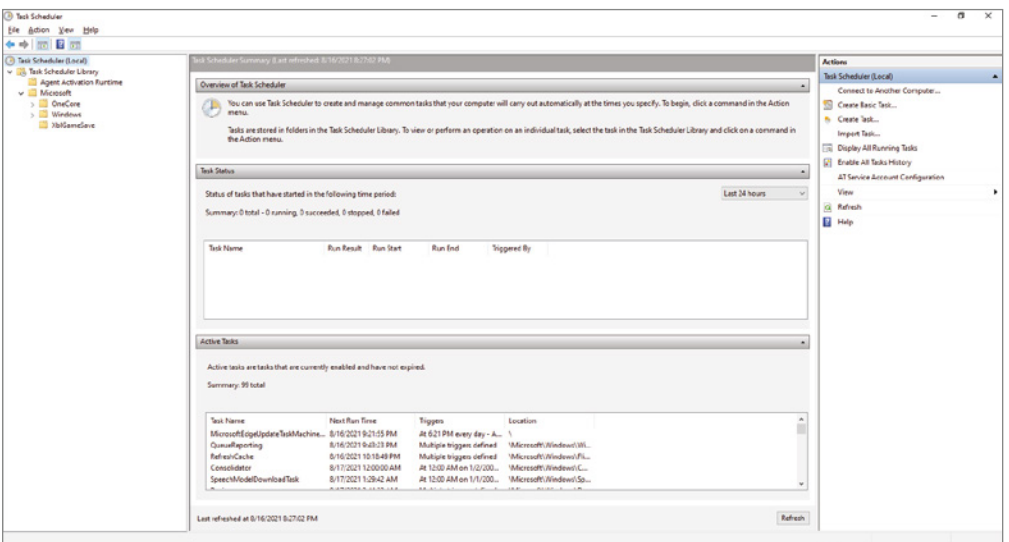 Task Scheduler
File Action View Help
Task Scheduler (Local)
Task Scheduler Library
Agent Activation Runtime
Microsoft
OneCore
Windows
XblGameSave
Task Scheduler Summary (Last refreshed: 8/16/2021 8:27:02 PM)
Overview of Task Scheduler
You can use Task Scheduler to create and manage common tasks that your computer will carry out automatically at the times you specify. To begin, click a command in the Action
menu.
Tasks are stored in folders in the Task Scheduler Library. To view or perform an operation on an individual task, select the task in the Task Scheduler Library and click on a command in
the Action menu.
Task Status
Status of tasks that have started in the following time period:
Last 24 hours
Summary: 0 total - 0 running, 0 succeeded, 0 stopped, 0 failed
Task Name Run Result Run Start Run End Triggered By
Active Tasks
Active tasks are tasks that are currently enabled and have not expired.
Summary: 99 total
Task Name Next Run Time Triggers Location
MicrosoftEdgeUpdateTaskMachine... 8/16/2021 9:21:55 PM At 6:21 PM every day - A... \
QueueReporting 8/16/2021 9:43:23 PM Multiple triggers defined \Microsoft\Windows\Wi...
RefreshCache 8/16/2021 10:18:49 PM Multiple triggers defined \Microsoft\Windows\Fli...
Consolidator 8/17/2021 12:00:00 AM At 12:00 AM on 1/2/200... \Microsoft\Windows\C...
SpeechModelDownloadTask 8/17/2021 1:29:42 AM At 12:00 AM on 1/1/200... \Microsoft\Windows\Sp...
Last refreshed at 8/16/2021 8:27:02 PM
Refresh
Actions
Task Scheduler (Local)
Connect to Another Computer...
Create Basic Task...
Create Task...
Import Task...
Display All Running Tasks
Enable All Tasks History
AT Service Account Configuration
View
Refresh
Help